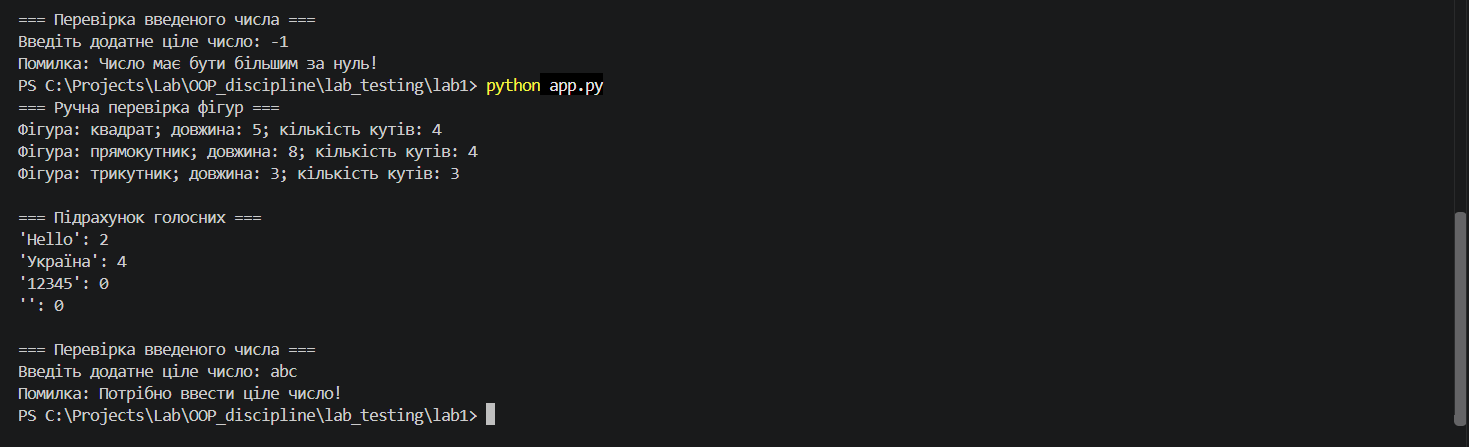 === Перевірка введеного числа ===
Введіть додатне ціле число: -1
Помилка: Число має бути більшим за нуль!
PS C:\Projects\Lab\OOP_discipline\lab_testing\lab1> python app.py
=== Ручна перевірка фігур ===
Фігура: квадрат; довжина: 5; кількість кутів: 4
Фігура: прямокутник; довжина: 8; кількість кутів: 4
Фігура: трикутник; довжина: 3; кількість кутів: 3
=== Підрахунок голосних ===
'Hello': 2
'Україна': 4
'12345': 0
'': 0
=== Перевірка введеного числа ===
Введіть додатне ціле число: abc
Помилка: Потрібно ввести ціле число!
PS C:\Projects\Lab\OOP_discipline\lab_testing\lab1>